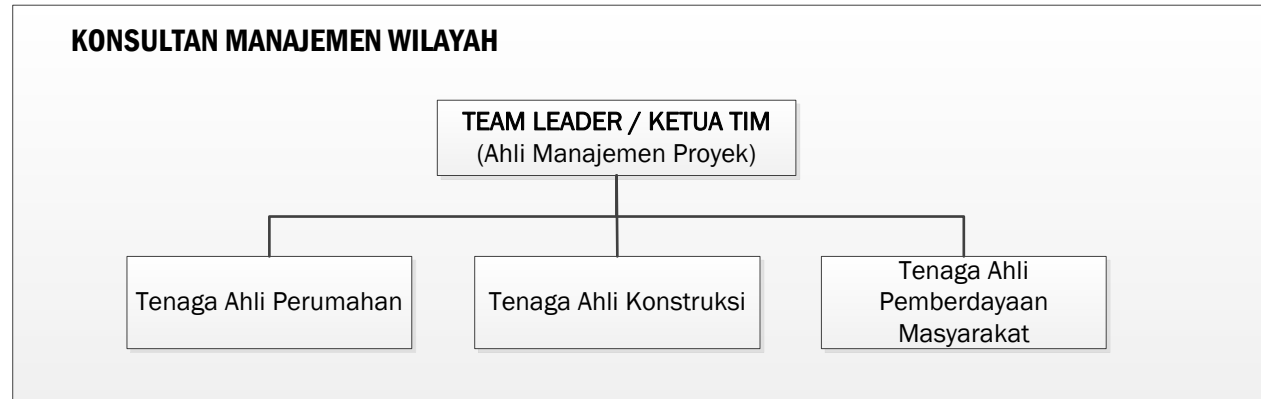 KONSULTAN MANAJEMEN WILAYAH
TEAM LEADER / KETUA TIM
(Ahli Manajemen Proyek)
Tenaga Ahli Perumahan
Tenaga Ahli Konstruksi
Tenaga Ahli
Pemberdayaan
Masyarakat